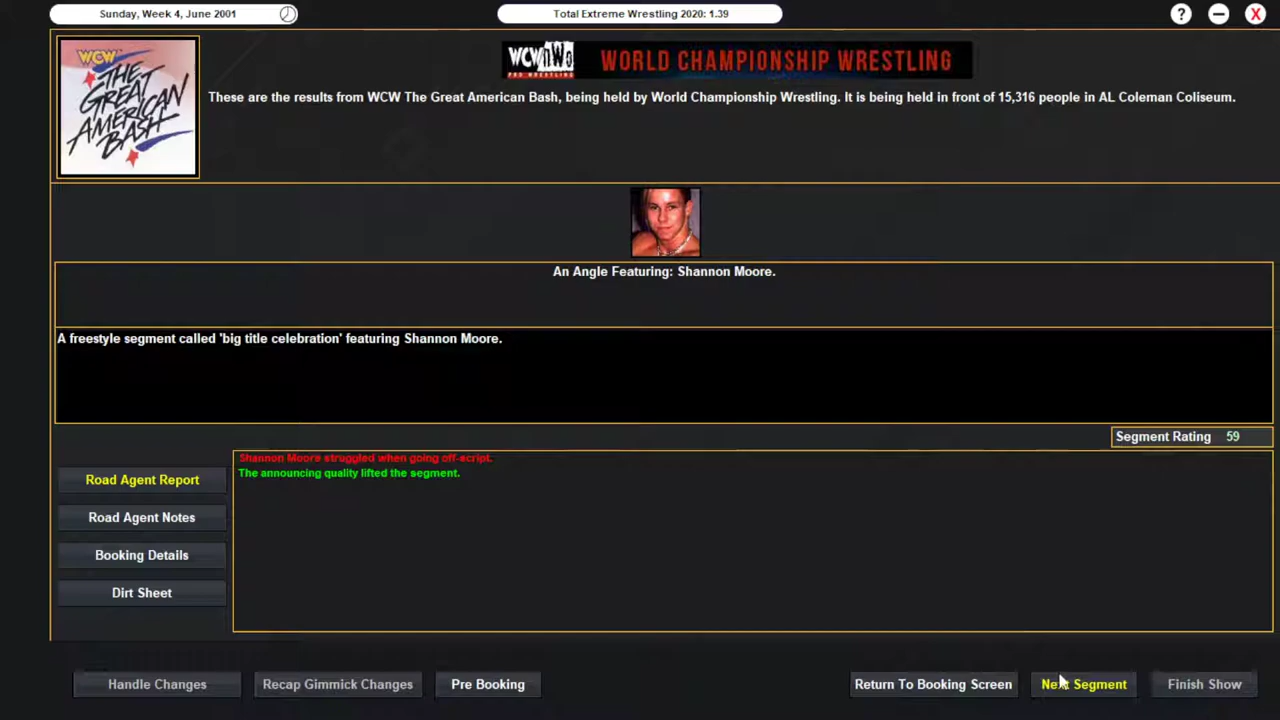 Sunday, Week 4, June 2001
Total Extreme Wrestling 2020: 1.39
?
X
WCW
THE GREAT AMERICAN BASH
WCW
PRO WRESTLING
WORLD CHAMPIONSHIP WRESTLING
These are the results from WCW The Great American Bash, being held by World Championship Wrestling. It is being held in front of 15,316 people in AL Coleman Coliseum.
An Angle Featuring: Shannon Moore.
A freestyle segment called 'big title celebration' featuring Shannon Moore.
Segment Rating 59
Shannon Moore struggled when going off-script.
The announcing quality lifted the segment.
Road Agent Report
Road Agent Notes
Booking Details
Dirt Sheet
Handle Changes
Recap Gimmick Changes
Pre Booking
Return To Booking Screen
Next Segment
Finish Show